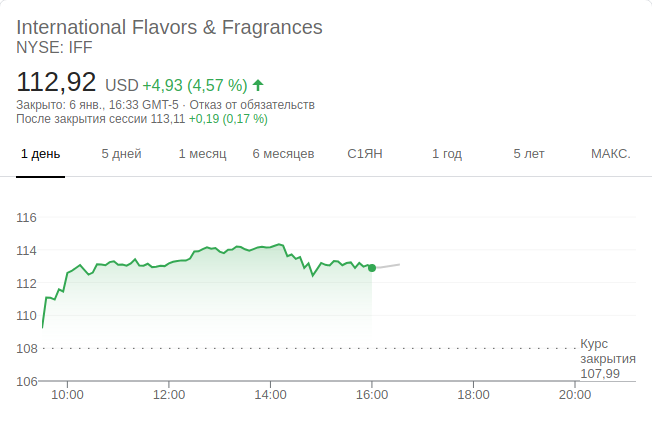 International Flavors & Fragrances
NYSE: IFF
112,92 USD +4,93 (4,57 %)
Закрыто: 6 янв., 16:33 GMT-5 · Отказ от обязательств
После закрытия сессии 113,11 +0,19 (0,17 %)
1 день 5 дней 1 месяц 6 месяцев С1ЯН 1 год 5 лет МАКС.
116
114
112
110
108
106
Курс
закрытия
107,99
10:00 12:00 14:00 16:00 18:00 20:00